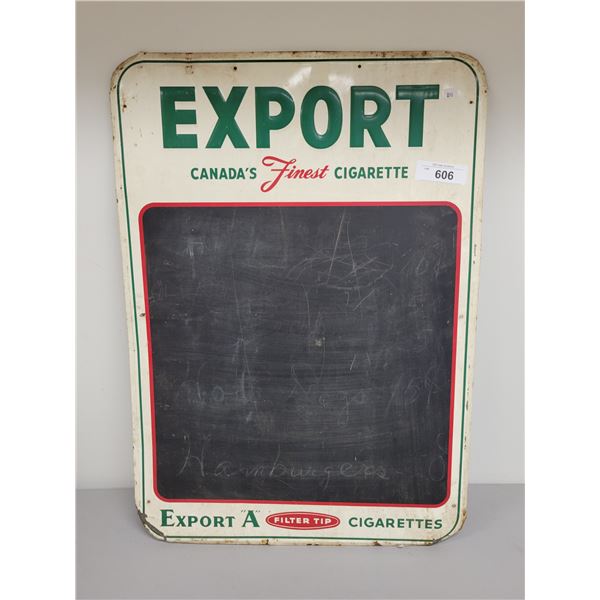 EXPORT
CANADA'S Finest CIGARETTE
606
Hamburgers
EXPORT "A" FILTER TIP CIGARETTES